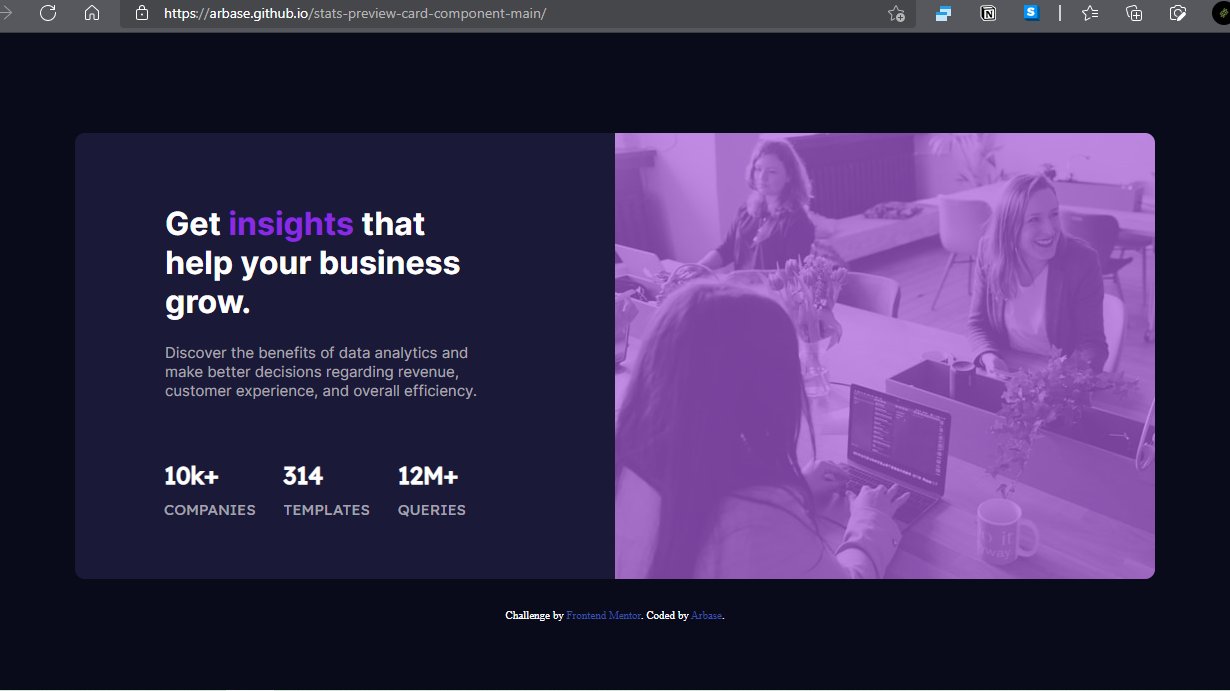 https://arbase.github.io/stats-preview-card-component-main/
Get insights that
help your business
grow.
Discover the benefits of data analytics and
make better decisions regarding revenue,
customer experience, and overall efficiency.
10k+ 314 12M+
COMPANIES TEMPLATES QUERIES
Challenge by Frontend Mentor. Coded by Arbase.